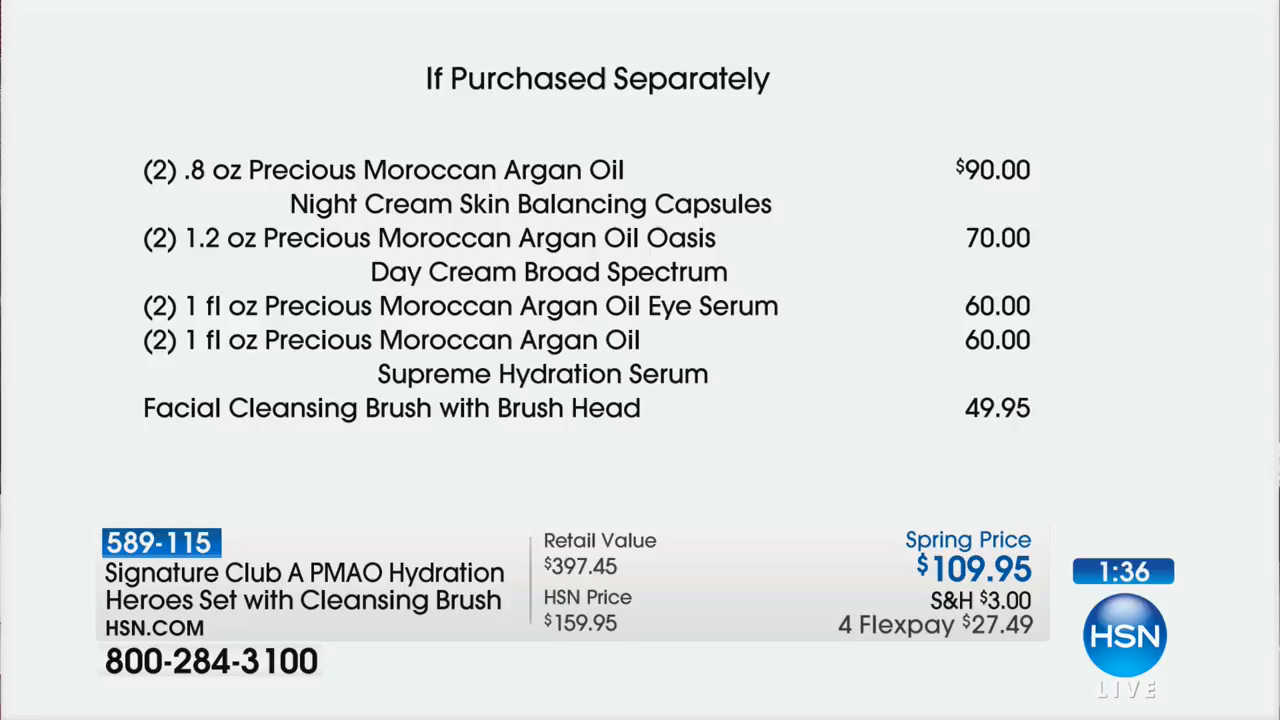 If Purchased Separately
(2) .8 oz Precious Moroccan Argan Oil $90.00
Night Cream Skin Balancing Capsules
(2) 1.2 oz Precious Moroccan Argan Oil Oasis 70.00
Day Cream Broad Spectrum
(2) 1 fl oz Precious Moroccan Argan Oil Eye Serum 60.00
(2) 1 fl oz Precious Moroccan Argan Oil 60.00
Supreme Hydration Serum
Facial Cleansing Brush with Brush Head 49.95
589-115
Signature Club A PMAO Hydration
Heroes Set with Cleansing Brush
HSN.COM
800-284-3100
Retail Value
$397.45
HSN Price
$159.95
Spring Price
$109.95
S&H $3.00
4 Flexpay $27.49
1:36
HSN
LIVE